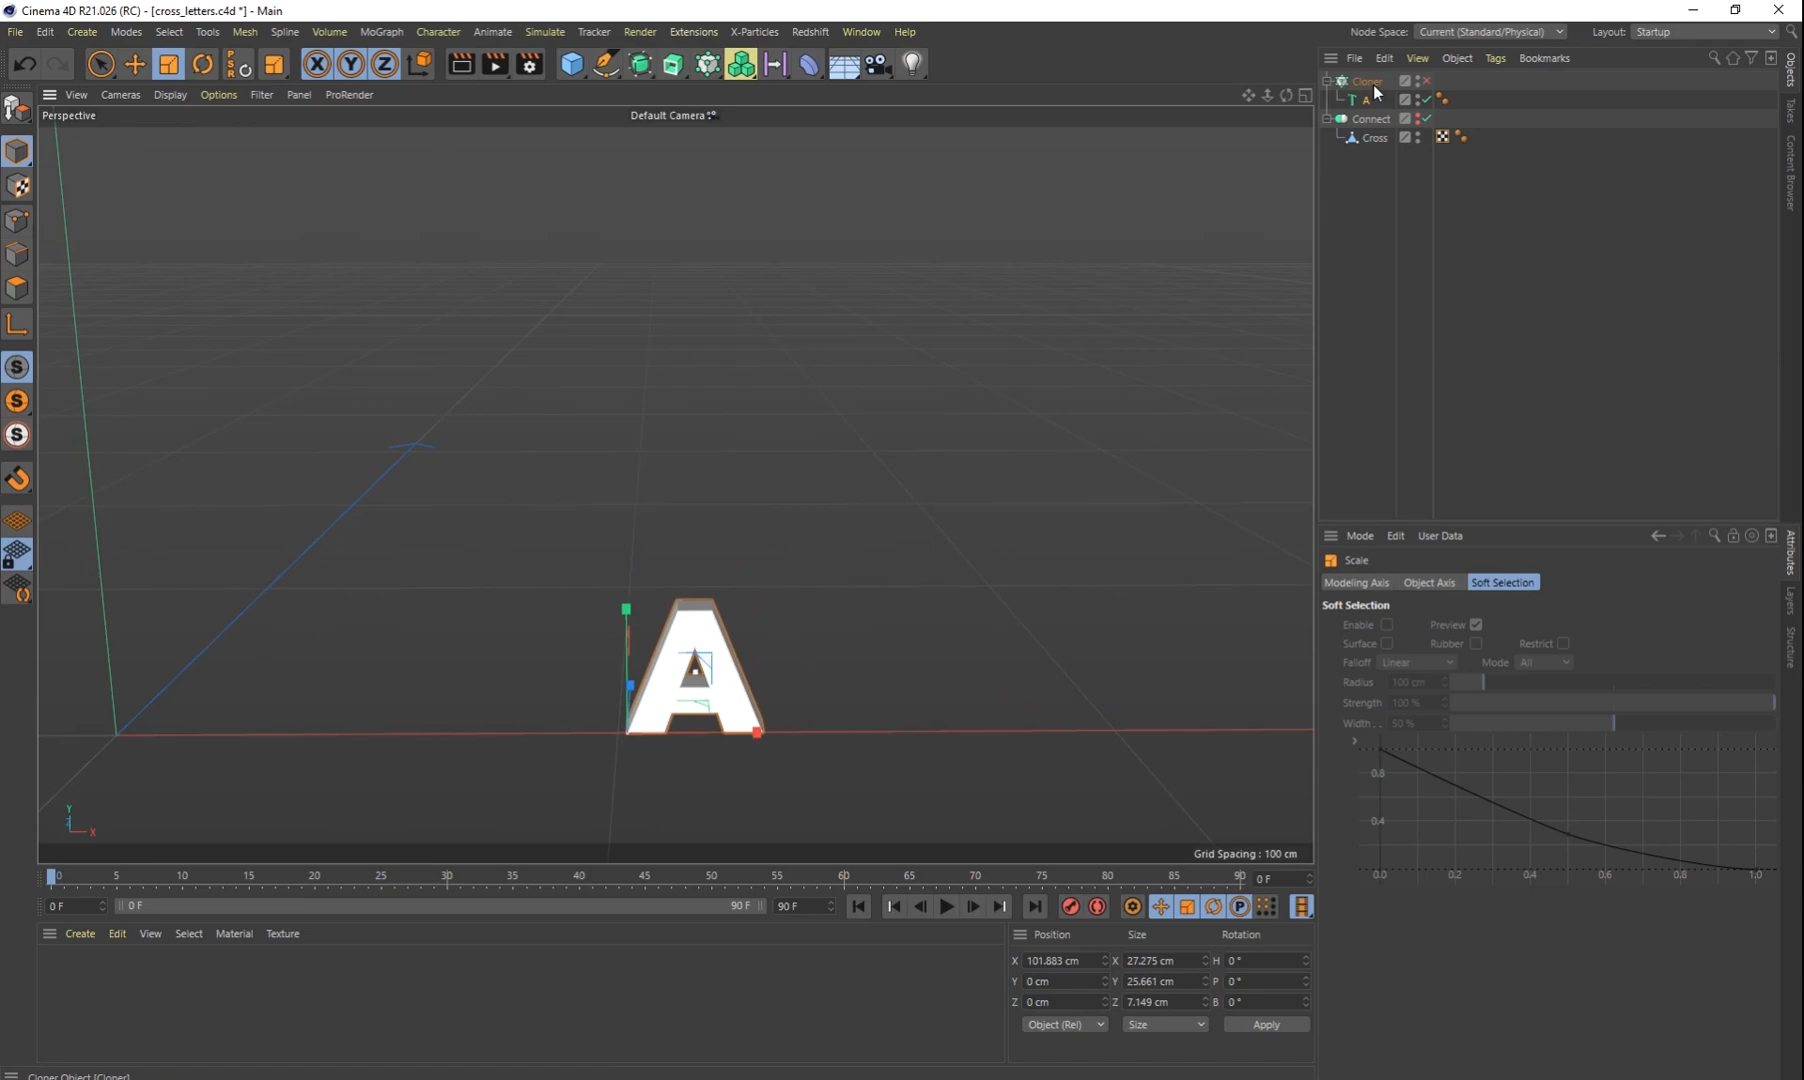 Cinema 4D R21.026 (RC) - [cross_letters.c4d *] - Main
File Edit Create Modes Select Tools Mesh Spline Volume MoGraph Character Animate Simulate Tracker Render Extensions X-Particles Redshift Window Help Node Space: Current (Standard/Physical) Layout: Startup
X Y Z P S R
File Edit View Object Tags Bookmarks
View Cameras Display Options Filter Panel ProRender
Perspective Default Camera
Cloner
A
Connect
Cross
Objects
Takes
Content Browser
S
S
S
A
Y
Z X
Grid Spacing : 100 cm
Mode Edit User Data
Scale
Modeling Axis Object Axis Soft Selection
Soft Selection
Enable Preview
Surface Rubber Restrict
Falloff Linear Mode All
Radius 100 cm
Strength 100 %
Width . . 50 %
0.8
0.4
0.0 0.2 0.4 0.6 0.8 1.0
Attributes
Layers
Structure
0 5 10 15 20 25 30 35 40 45 50 55 60 65 70 75 80 85 90 0 F
0 F 0 F 90 F 90 F P
Create Edit View Select Material Texture
Position Size Rotation
X 101.883 cm X 27.275 cm H 0 °
Y 0 cm Y 25.661 cm P 0 °
Z 0 cm Z 7.149 cm B 0 °
Object (Rel) Size Apply
Cloner Object [Cloner]